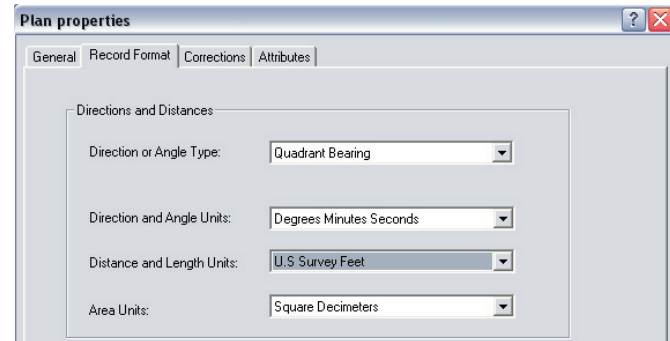 Plan properties
General Record Format Corrections Attributes
Directions and Distances
Direction or Angle Type: Quadrant Bearing
Direction and Angle Units: Degrees Minutes Seconds
Distance and Length Units: U.S Survey Feet
Area Units: Square Decimeters